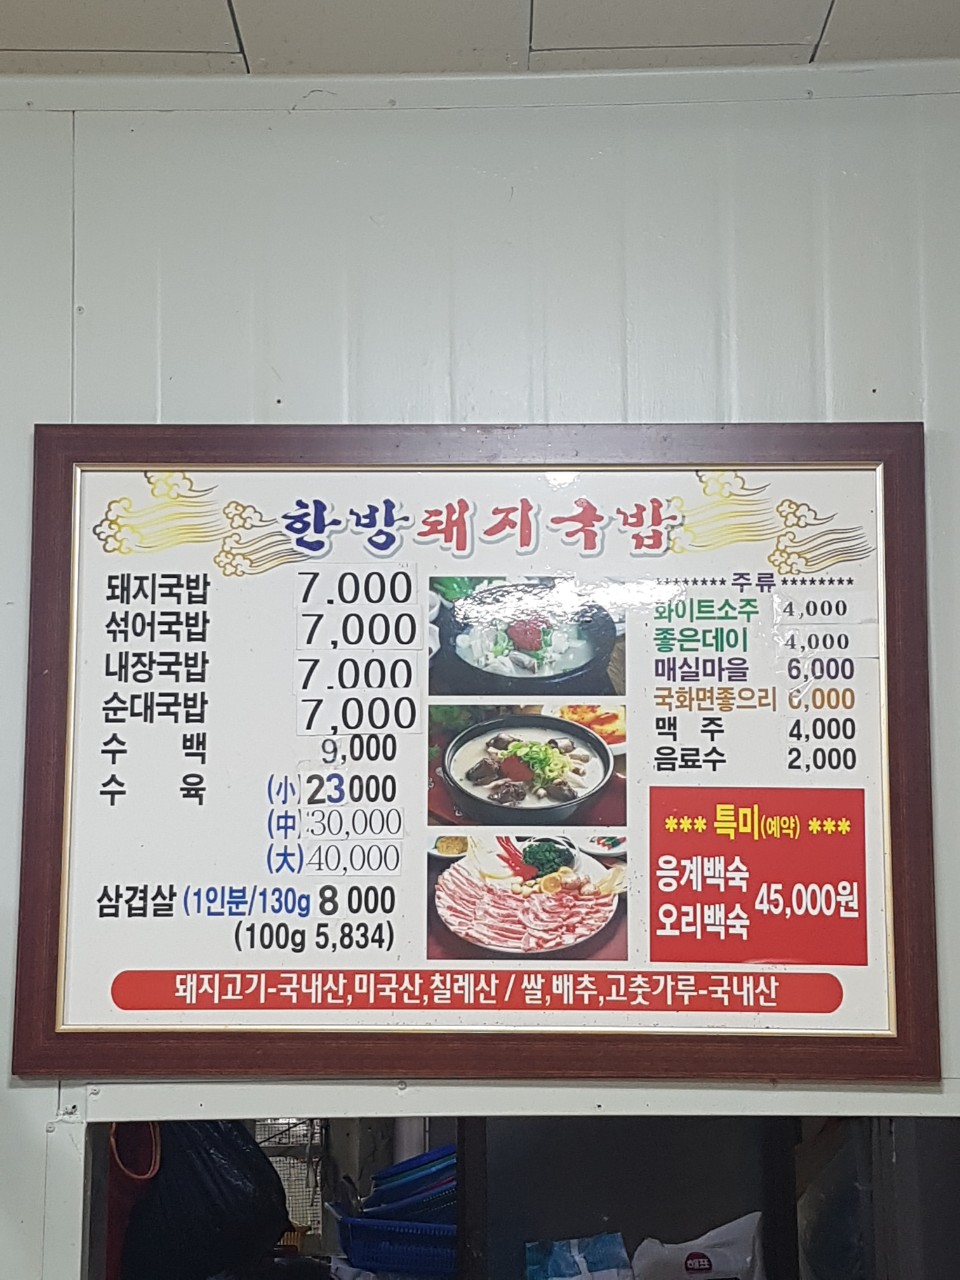 한방돼지국밥
돼지국밥 7,000
섞어국밥 7,000
내장국밥 7,000
순대국밥 7,000
수 백 9,000
수 육 (小) 23000
(中) 30,000
(大) 40,000
삼겹살 (1인분/130g 8 000
(100g 5,834)
******** 주류 ********
화이트소주 4,000
좋은데이 4,000
매실마을 6,000
국화면좋으리 6,000
맥 주 4,000
음료수 2,000
*** 특미(예약) ***
응계백숙
오리백숙 45,000원
돼지고기-국내산,미국산,칠레산 / 쌀,배추,고춧가루-국내산
해표